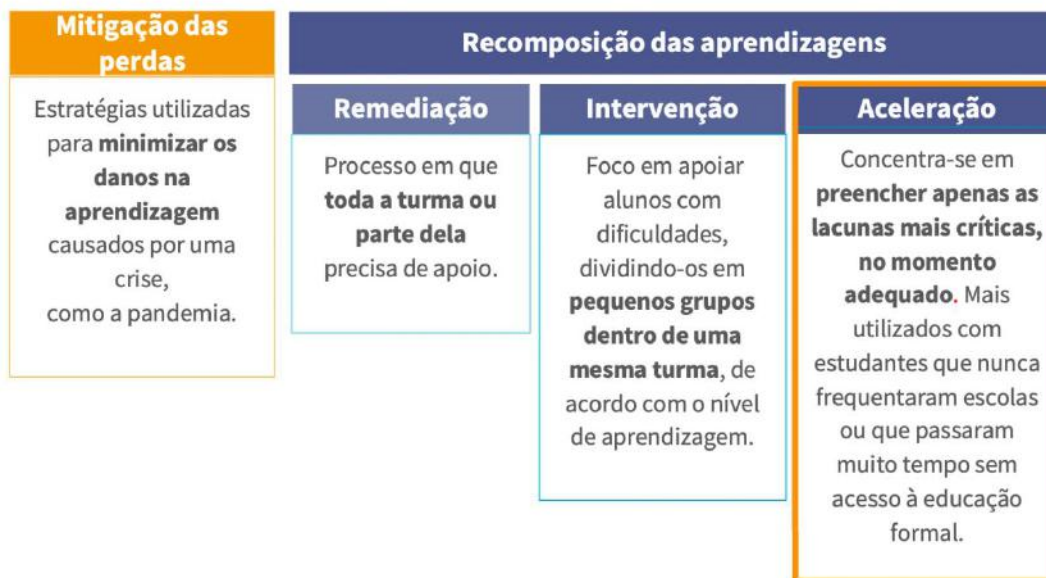 Mitigação das
perdas
Estratégias utilizadas
para minimizar os
danos na
aprendizagem
causados por uma
crise,
como a pandemia.
Recomposição das aprendizagens
Remediação
Processo em que
toda a turma ou
parte dela
precisa de apoio.
Intervenção
Foco em apoiar
alunos com
dificuldades,
dividindo-os em
pequenos grupos
dentro de uma
mesma turma, de
acordo com o nível
de aprendizagem.
Aceleração
Concentra-se em
preencher apenas as
lacunas mais críticas,
no momento
adequado. Mais
utilizados com
estudantes que nunca
frequentaram escolas
ou que passaram
muito tempo sem
acesso à educação
formal.